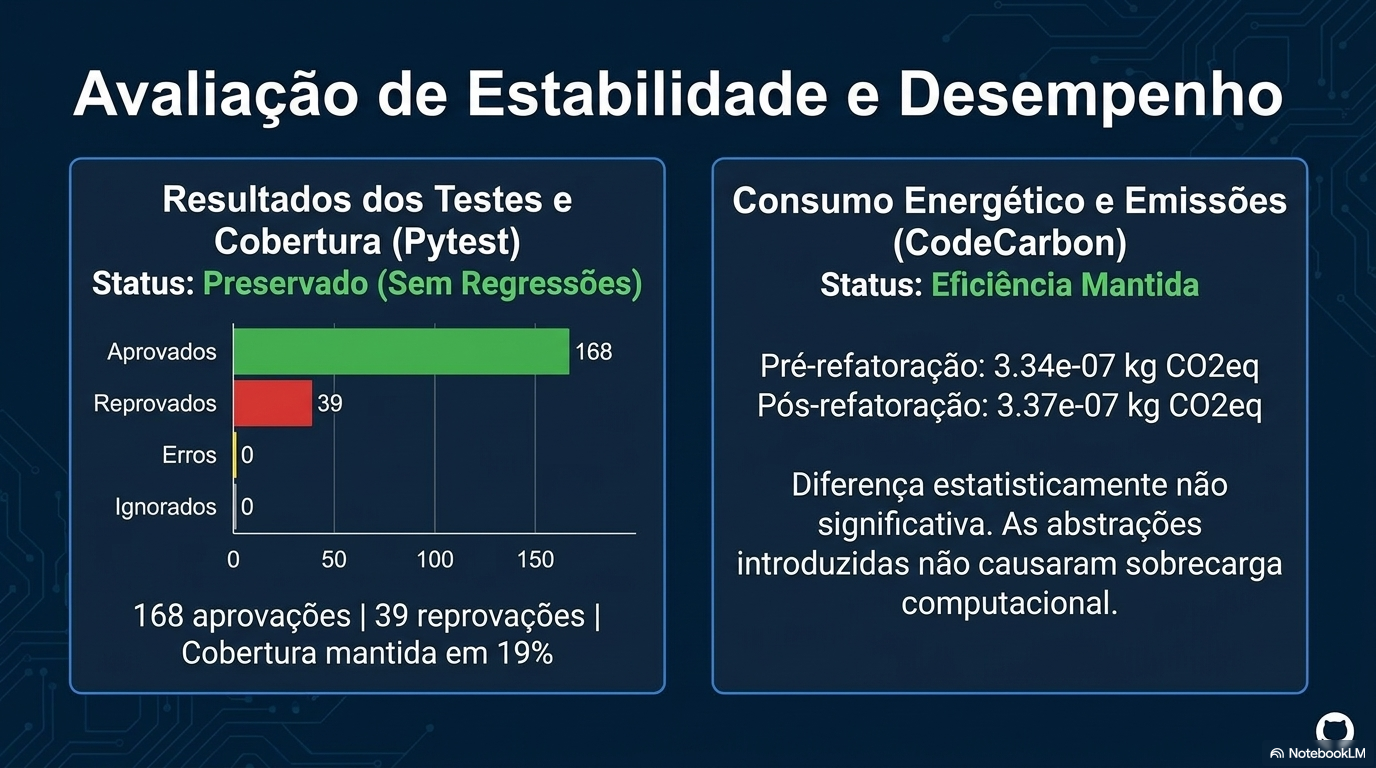 Avaliação de Estabilidade e Desempenho
Resultados dos Testes e
Cobertura (Pytest)
Status: Preservado (Sem Regressões)
Aprovados
168
Reprovados
39
Erros
0
Ignorados
0
0
50
100
150
168 aprovações | 39 reprovações |
Cobertura mantida em 19%
Consumo Energético e Emissões
(CodeCarbon)
Status: Eficiência Mantida
Pré-refatoração: 3.34e-07 kg CO2eq
Pós-refatoração: 3.37e-07 kg CO2eq
Diferença estatisticamente não
significativa. As abstrações
introduzidas não causaram sobrecarga
computacional.
NotebookLM